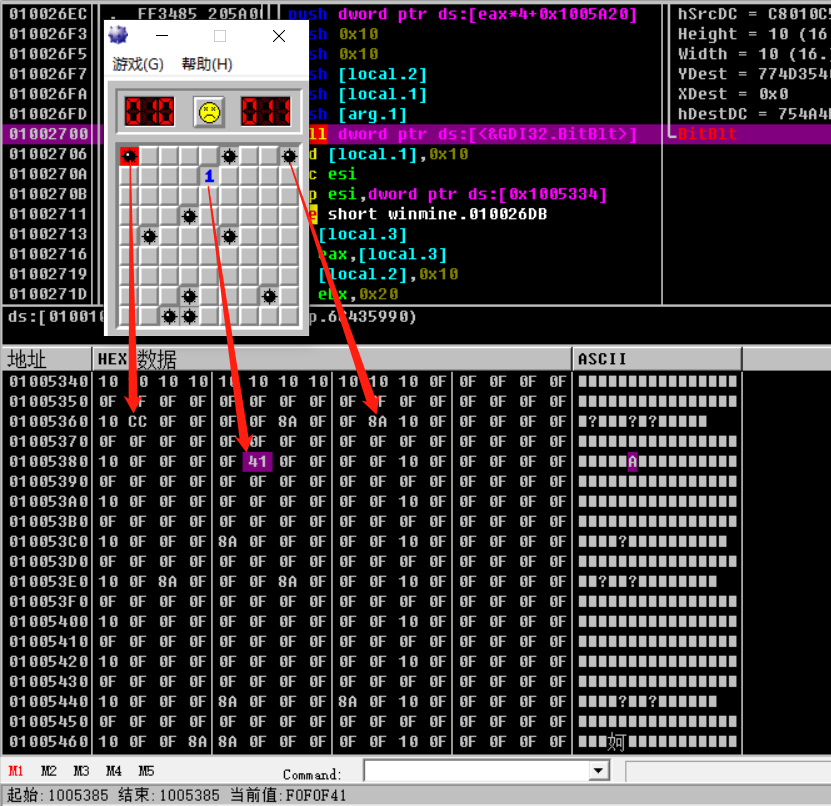 010026EC . FF3485 205A0 push dword ptr ds:[eax*4+0x1005A20] hSrcDC = C8010C
010026F3 sh 0x10 Height = 10 (16
010026F5 sh 0x10 Width = 10 (16.
010026F7 sh [local.2] YDest = 774D354
010026FA sh [local.1] XDest = 0x0
010026FD sh [arg.1] hDestDC = 754A4
01002700 ll dword ptr ds:[<&GDI32.BitBlt>] BitBlt
01002706 d [local.1],0x10
0100270A c esi
0100270B p esi,dword ptr ds:[0x1005334]
01002711 e short winmine.010026DB
01002713 [local.3]
01002716 eax,[local.3]
01002719 [local.2],0x10
0100271D ebx,0x20
游戏(G) 帮助(H)
010 011
1
ds:[010010 p.68435990)
地址 HEX 数据 ASCII
01005340 10 10 10 10 10 10 10 10 10 10 10 0F 0F 0F 0F 0F
01005350 0F 0F 0F 0F 0F 0F 0F 0F 0F 0F 0F 0F 0F 0F 0F 0F
01005360 10 CC 0F 0F 0F 0F 8A 0F 0F 8A 10 0F 0F 0F 0F 0F ? ? ?
01005370 0F 0F 0F 0F 0F 0F 0F 0F 0F 0F 0F 0F 0F 0F 0F 0F
01005380 10 0F 0F 0F 0F 41 0F 0F 0F 0F 10 0F 0F 0F 0F 0F A
01005390 0F 0F 0F 0F 0F 0F 0F 0F 0F 0F 0F 0F 0F 0F 0F 0F
010053A0 10 0F 0F 0F 0F 0F 0F 0F 0F 0F 10 0F 0F 0F 0F 0F
010053B0 0F 0F 0F 0F 0F 0F 0F 0F 0F 0F 0F 0F 0F 0F 0F 0F
010053C0 10 0F 0F 0F 8A 0F 0F 0F 0F 0F 10 0F 0F 0F 0F 0F ?
010053D0 0F 0F 0F 0F 0F 0F 0F 0F 0F 0F 0F 0F 0F 0F 0F 0F
010053E0 10 0F 8A 0F 0F 0F 8A 0F 0F 0F 10 0F 0F 0F 0F 0F ? ?
010053F0 0F 0F 0F 0F 0F 0F 0F 0F 0F 0F 0F 0F 0F 0F 0F 0F
01005400 10 0F 0F 0F 0F 0F 0F 0F 0F 0F 10 0F 0F 0F 0F 0F
01005410 0F 0F 0F 0F 0F 0F 0F 0F 0F 0F 0F 0F 0F 0F 0F 0F
01005420 10 0F 0F 0F 0F 0F 0F 0F 0F 0F 10 0F 0F 0F 0F 0F
01005430 0F 0F 0F 0F 0F 0F 0F 0F 0F 0F 0F 0F 0F 0F 0F 0F
01005440 10 0F 0F 0F 8A 0F 0F 0F 8A 0F 10 0F 0F 0F 0F 0F ? ?
01005450 0F 0F 0F 0F 0F 0F 0F 0F 0F 0F 0F 0F 0F 0F 0F 0F
01005460 10 0F 0F 8A 8A 0F 0F 0F 0F 0F 10 0F 0F 0F 0F 0F
M1 M2 M3 M4 M5 Command:
起始:1005385 结束:1005385 当前值:F0F0F41